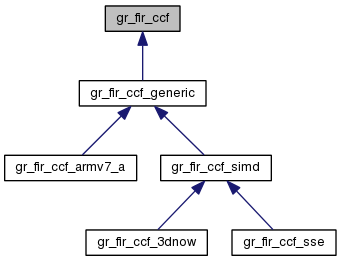 gr_fir_ccf
gr_fir_ccf_generic
gr_fir_ccf_armv7_a
gr_fir_ccf_simd
gr_fir_ccf_3dnow
gr_fir_ccf_sse